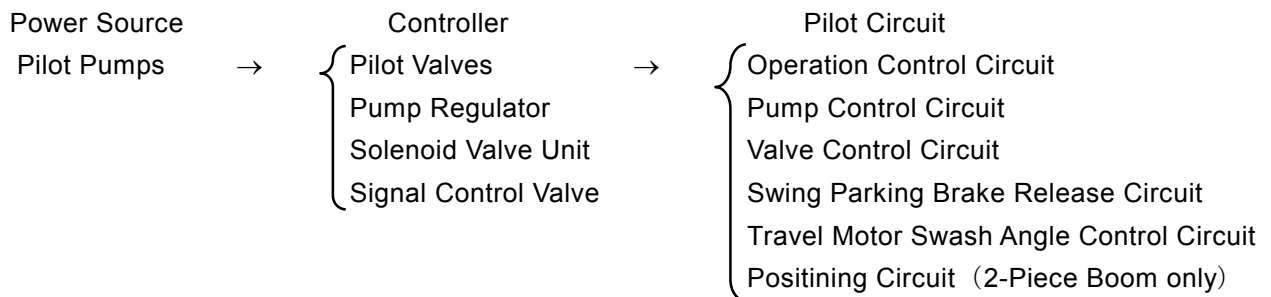 Power Source Controller Pilot Circuit
Pilot Pumps → Pilot Valves → Operation Control Circuit
Pump Regulator Pump Control Circuit
Solenoid Valve Unit Valve Control Circuit
Signal Control Valve Swing Parking Brake Release Circuit
Travel Motor Swash Angle Control Circuit
Positining Circuit（2-Piece Boom only）